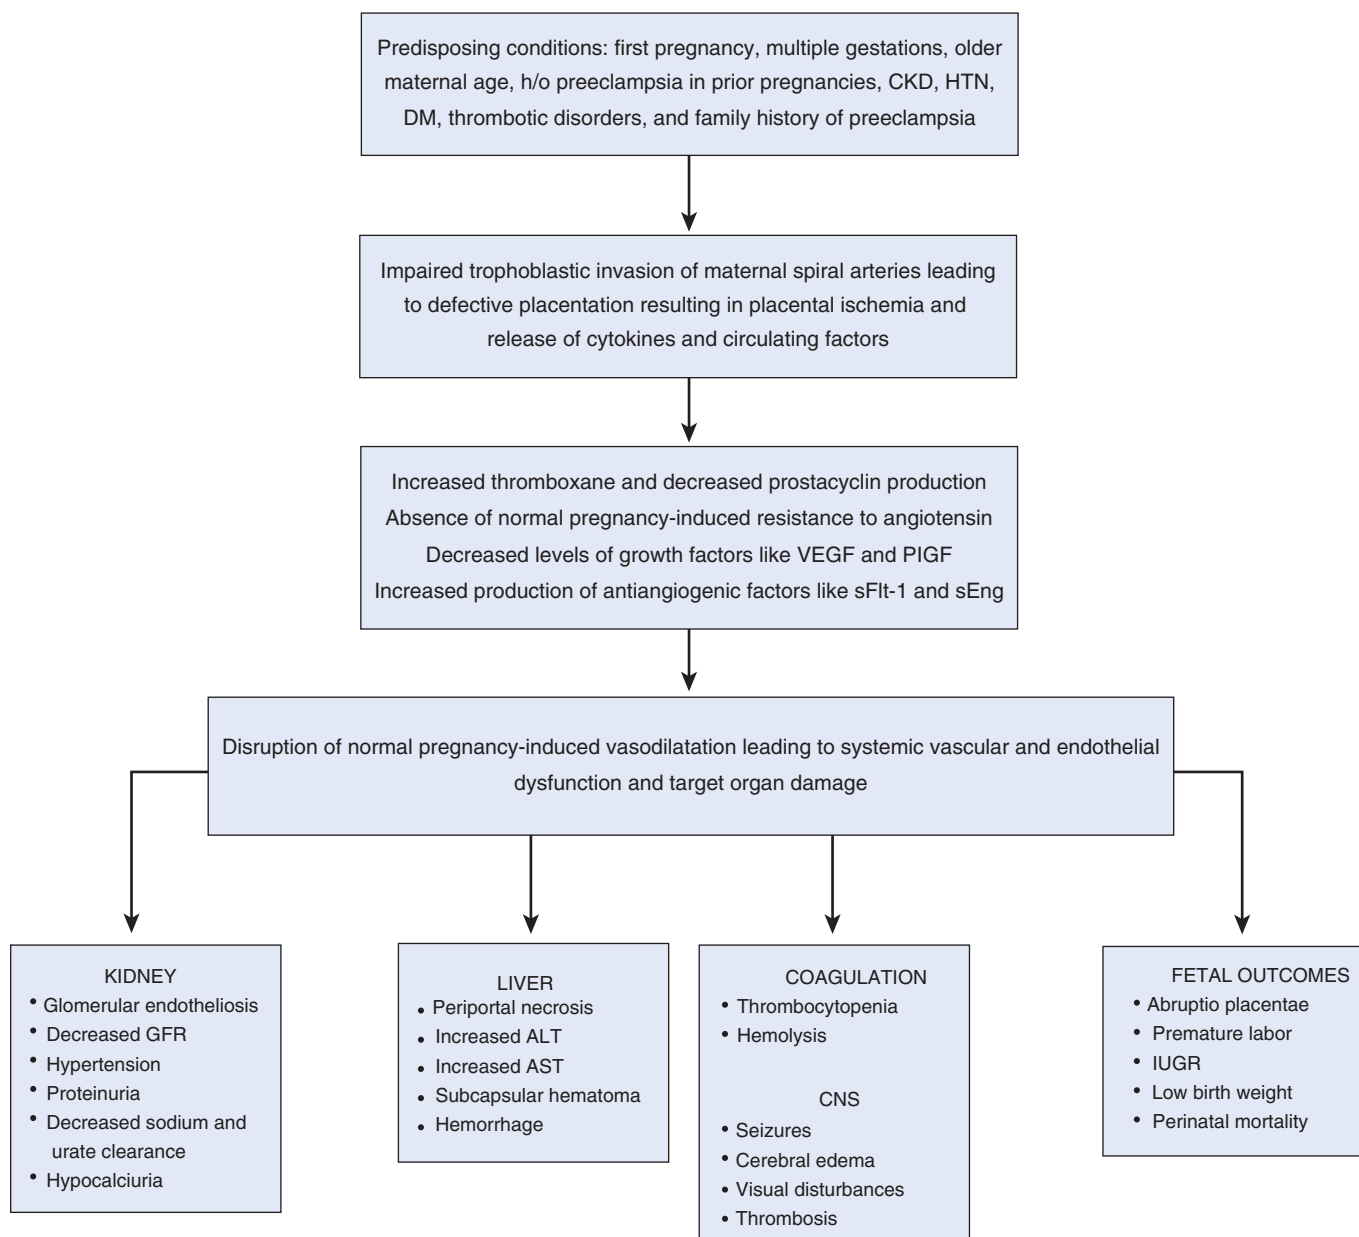 Predisposing conditions: first pregnancy, multiple gestations, older
maternal age, h/o preeclampsia in prior pregnancies, CKD, HTN,
DM, thrombotic disorders, and family history of preeclampsia
Impaired trophoblastic invasion of maternal spiral arteries leading
to defective placentation resulting in placental ischemia and
release of cytokines and circulating factors
Increased thromboxane and decreased prostacyclin production
Absence of normal pregnancy-induced resistance to angiotensin
Decreased levels of growth factors like VEGF and PIGF
Increased production of antiangiogenic factors like sFlt-1 and sEng
Disruption of normal pregnancy-induced vasodilatation leading to systemic vascular and endothelial
dysfunction and target organ damage
KIDNEY
• Glomerular endotheliosis
• Decreased GFR
• Hypertension
• Proteinuria
• Decreased sodium and
urate clearance
• Hypocalciuria
LIVER
• Periportal necrosis
• Increased ALT
• Increased AST
• Subcapsular hematoma
• Hemorrhage
COAGULATION
• Thrombocytopenia
• Hemolysis
CNS
• Seizures
• Cerebral edema
• Visual disturbances
• Thrombosis
FETAL OUTCOMES
• Abruptio placentae
• Premature labor
• IUGR
• Low birth weight
• Perinatal mortality